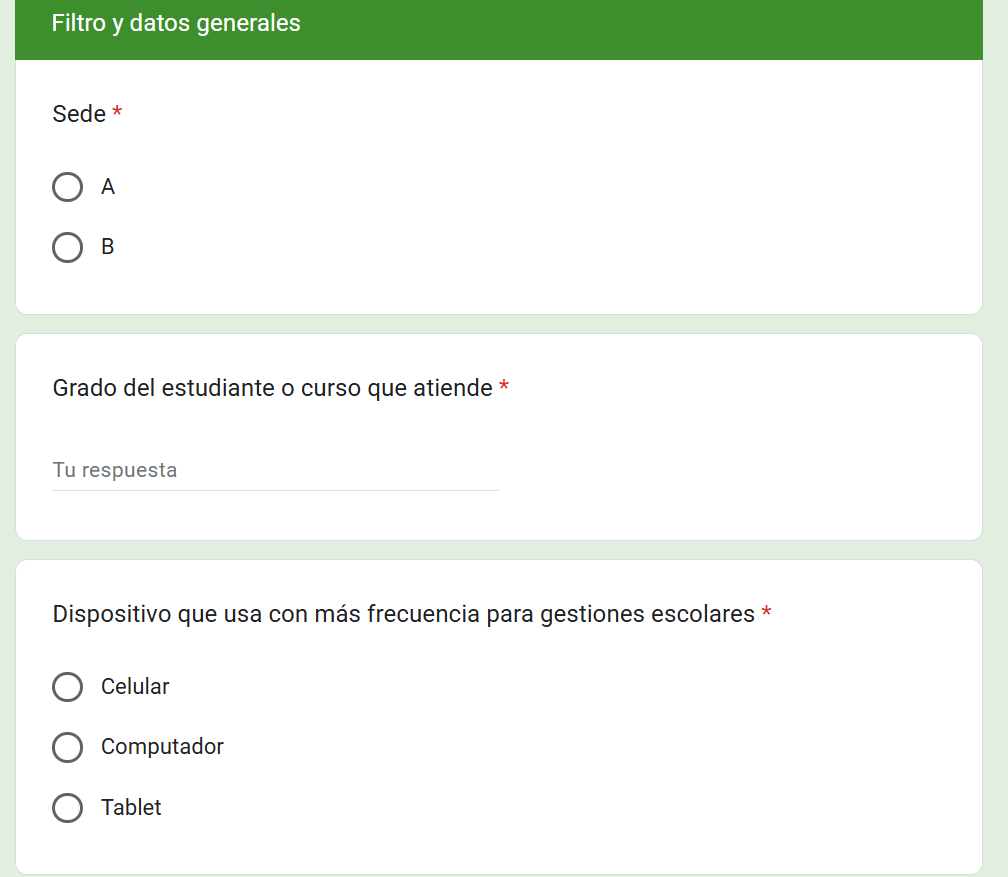 Filtro y datos generales
Sede *
A
B
Grado del estudiante o curso que atiende *
Tu respuesta
Dispositivo que usa con más frecuencia para gestiones escolares *
Celular
Computador
Tablet